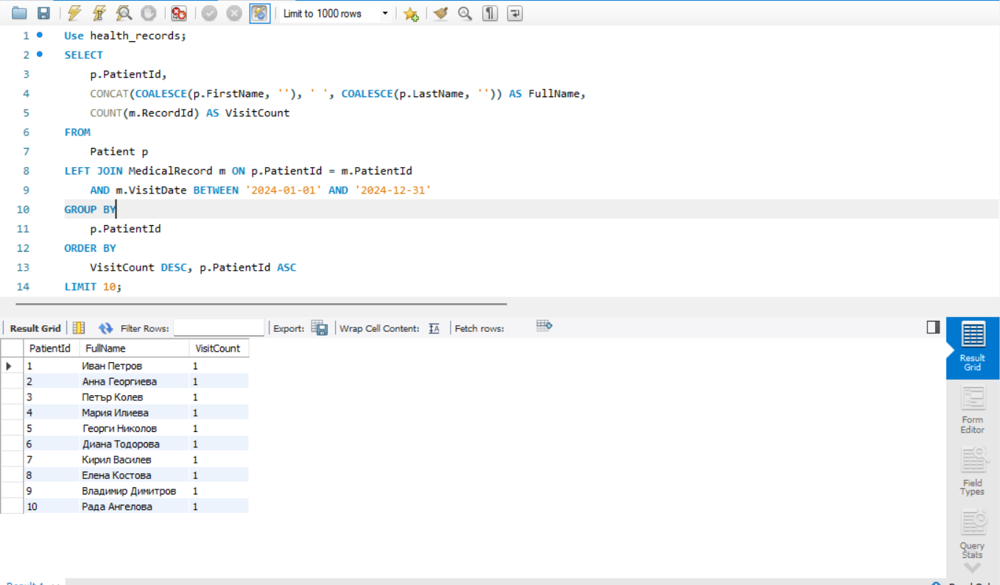 Limit to 1000 rows
1 Use health_records;
2 SELECT
3 p.PatientId,
4 CONCAT(COALESCE(p.FirstName, ''), ' ', COALESCE(p.LastName, '')) AS FullName,
5 COUNT(m.RecordId) AS VisitCount
6 FROM
7 Patient p
8 LEFT JOIN MedicalRecord m ON p.PatientId = m.PatientId
9 AND m.VisitDate BETWEEN '2024-01-01' AND '2024-12-31'
10 GROUP BY
11 p.PatientId
12 ORDER BY
13 VisitCount DESC, p.PatientId ASC
14 LIMIT 10;
Result Grid Filter Rows: Export: Wrap Cell Content: Fetch rows:
PatientId FullName VisitCount
1 Иван Петров 1
2 Анна Георгиева 1
3 Петър Колев 1
4 Мария Илиева 1
5 Георги Николов 1
6 Диана Тодорова 1
7 Кирил Василев 1
8 Елена Костова 1
9 Владимир Димитров 1
10 Рада Ангелова 1
Result
Grid
Form
Editor
Field
Types
Query
Stats